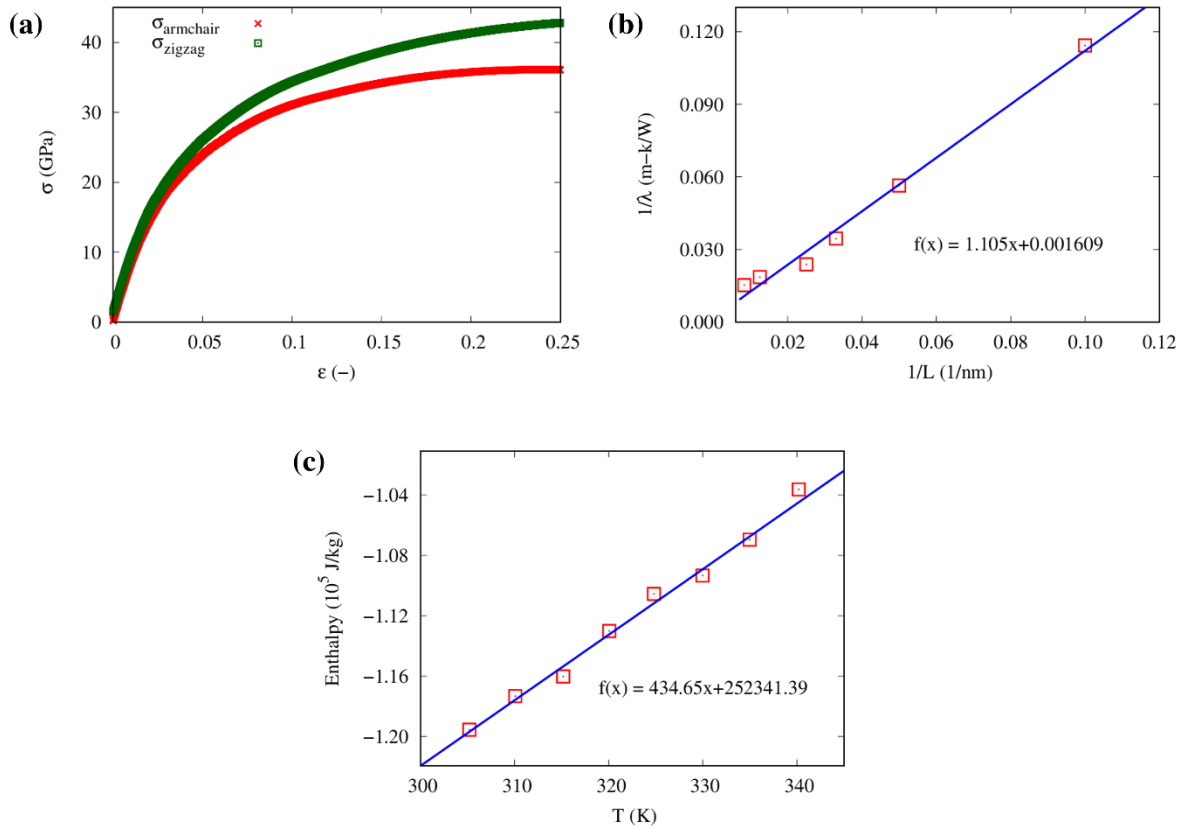 (a)
σarmchair
σzigzag
40
30
20
10
0
σ (GPa)
0 0.05 0.1 0.15 0.2 0.25
ε (−)
(b)
0.120
0.090
0.060
0.030
0.000
1/λ (m−k/W)
f(x) = 1.105x+0.001609
0.02 0.04 0.06 0.08 0.10 0.12
1/L (1/nm)
(c)
−1.04
−1.08
−1.12
−1.16
−1.20
Enthalpy (10⁵ J/kg)
f(x) = 434.65x+252341.39
300 310 320 330 340
T (K)